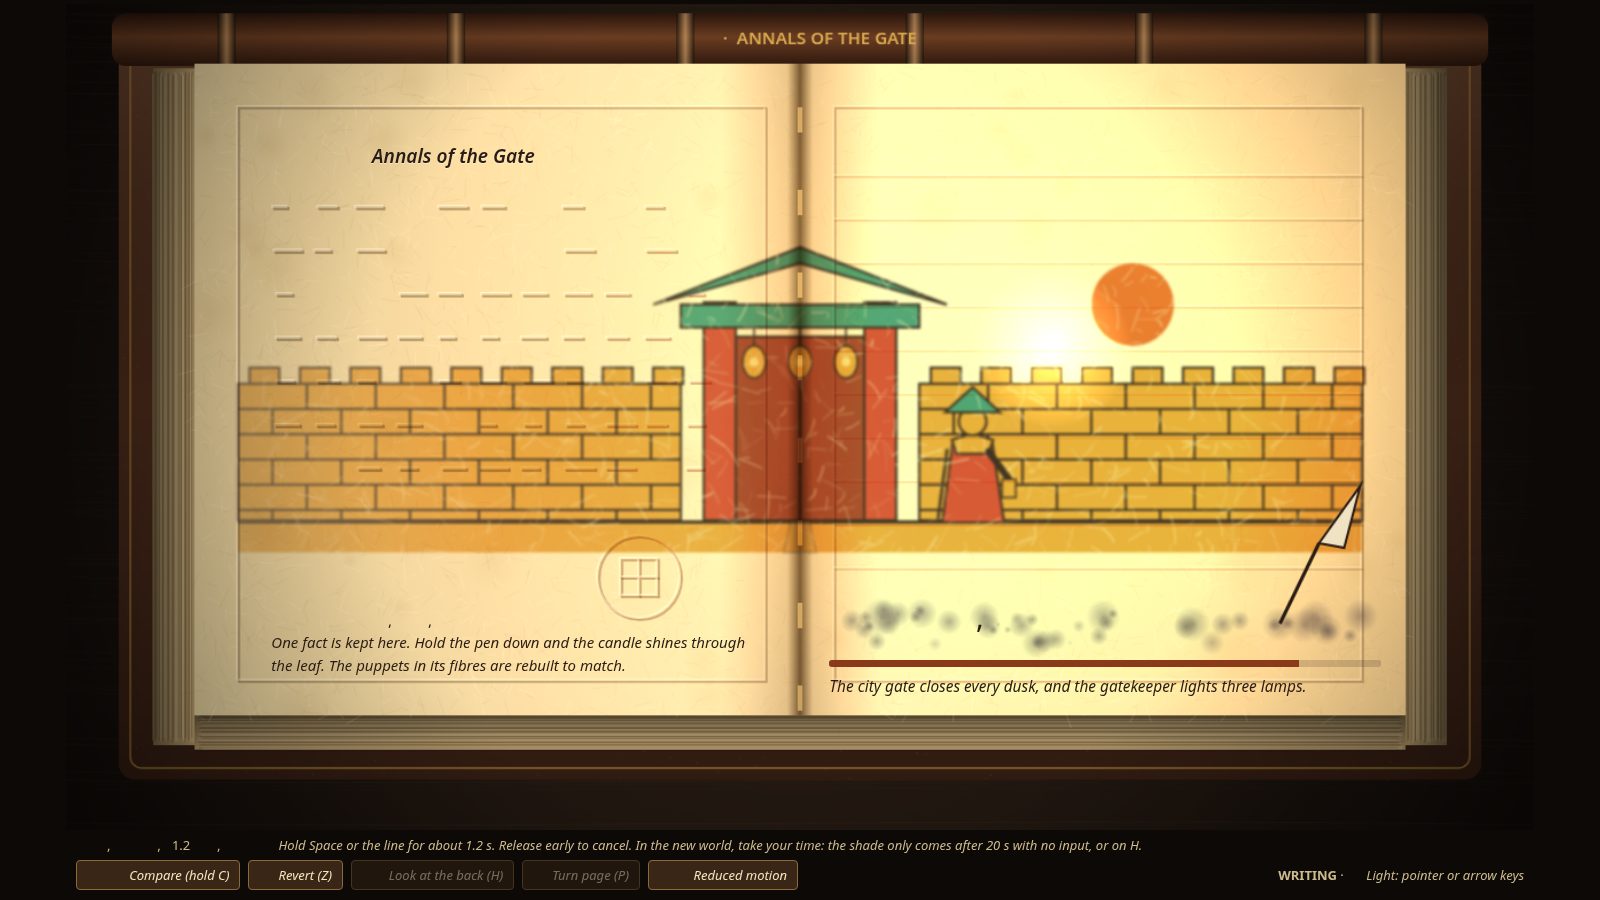 · ANNALS OF THE GATE
Annals of the Gate
, ,
One fact is kept here. Hold the pen down and the candle shines through
the leaf. The puppets in its fibres are rebuilt to match.
,
The city gate closes every dusk, and the gatekeeper lights three lamps.
, , 1.2 , Hold Space or the line for about 1.2 s. Release early to cancel. In the new world, take your time: the shade only comes after 20 s with no input, or on H.
Compare (hold C) Revert (Z) Look at the back (H) Turn page (P) Reduced motion WRITING · Light: pointer or arrow keys